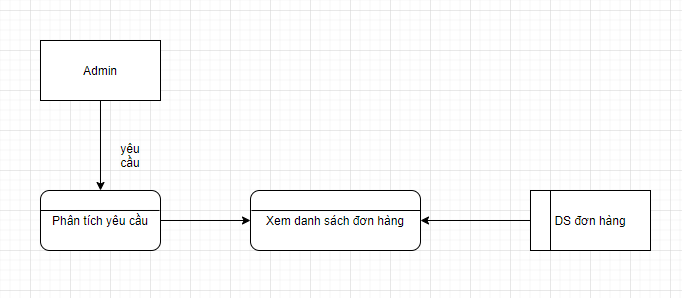 Admin
yêu
cầu
Phân tích yêu cầu
Xem danh sách đơn hàng
DS đơn hàng